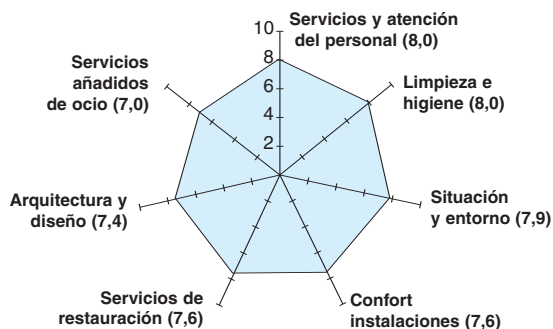 10
8
6
4
2
Servicios y atención
del personal (8,0)
Limpieza e
higiene (8,0)
Situación
y entorno (7,9)
Confort
instalaciones (7,6)
Servicios de
restauración (7,6)
Arquitectura y
diseño (7,4)
Servicios
añadidos
de ocio (7,0)